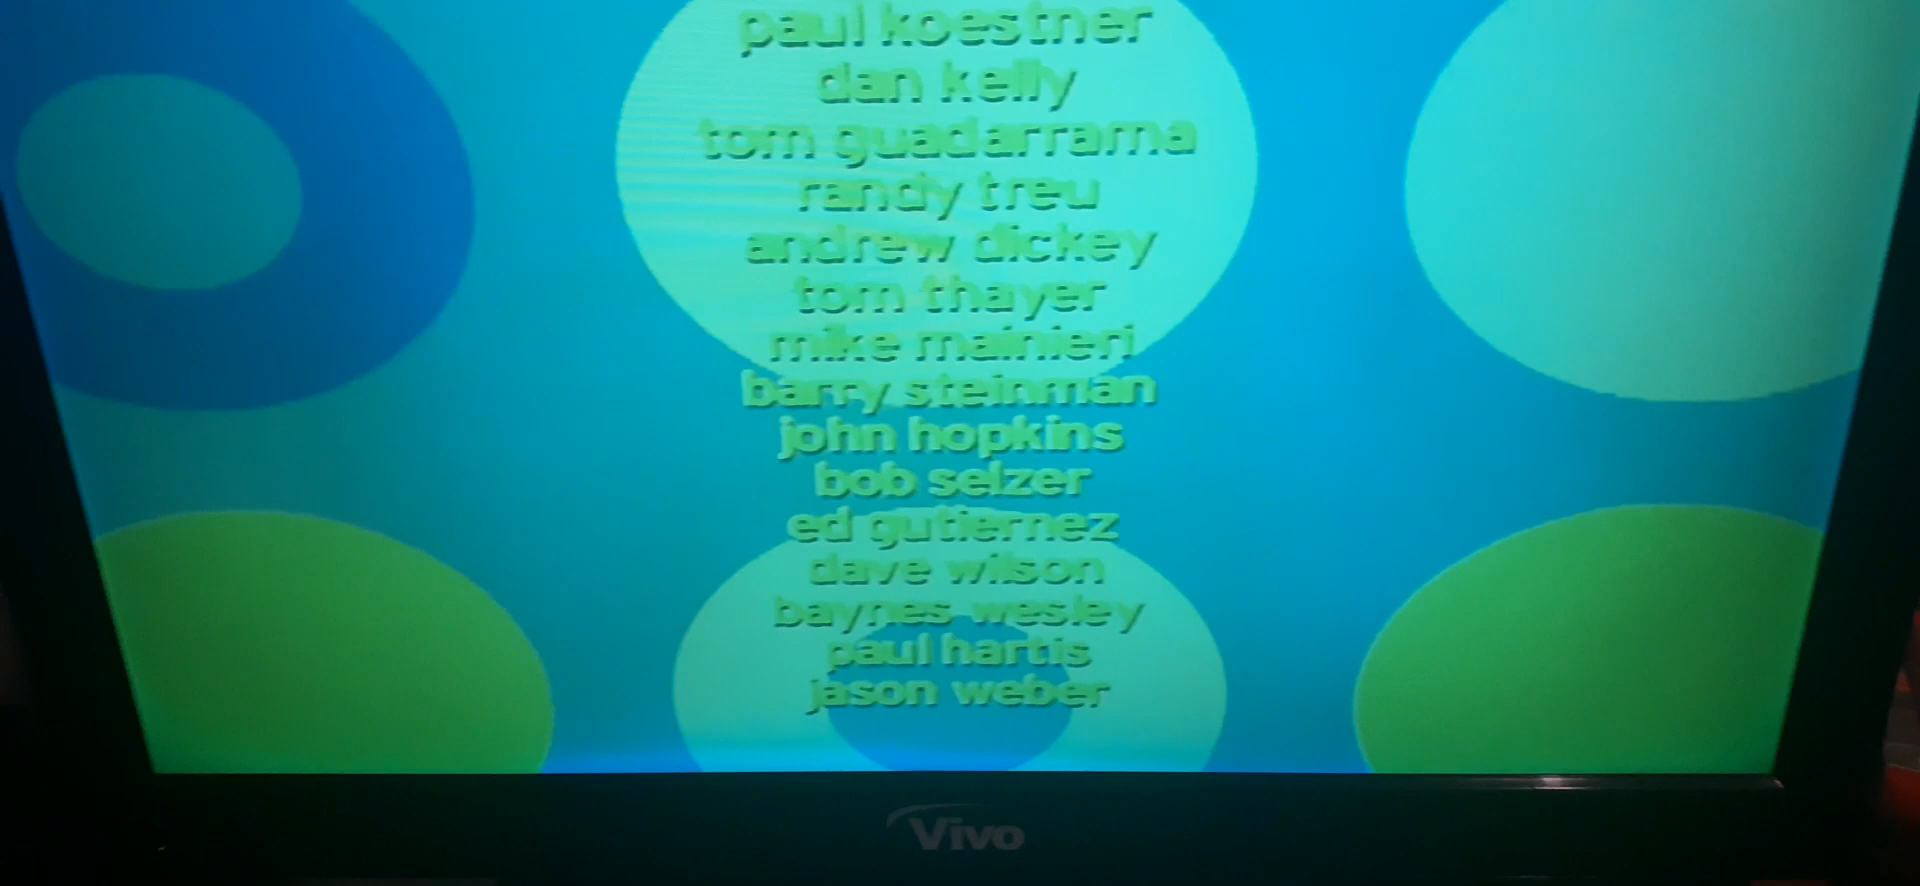 paul koestner
dan kelly
tom guadarrama
randy treu
andrew dickey
tom thayer
mike mainieri
barry steinman
john hopkins
bob selzer
ed gutierrez
dave wilson
baynes wesley
paul hartis
jason weber
Vivo